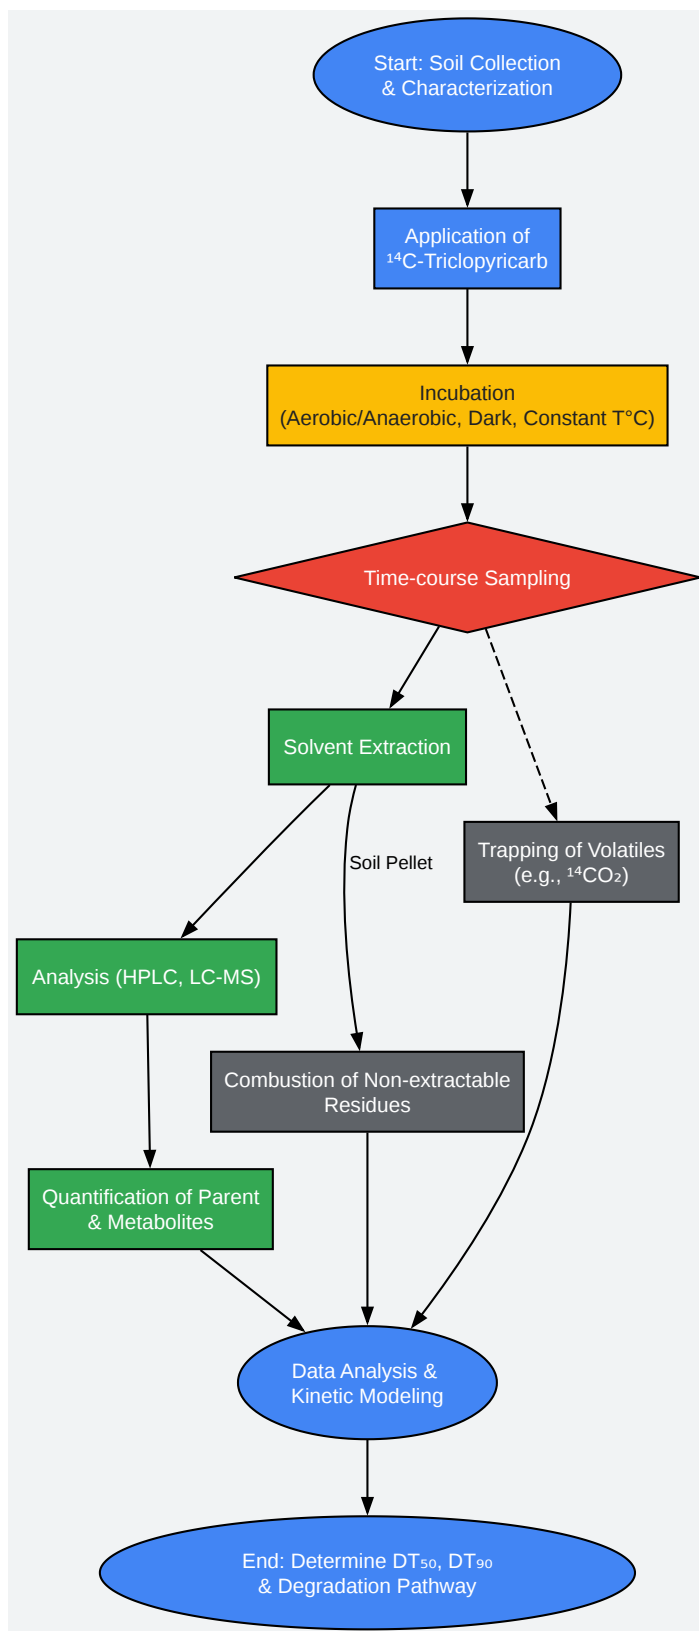 Start: Soil Collection
& Characterization
Application of
¹⁴C-Triclopyricarb
Incubation
(Aerobic/Anaerobic, Dark, Constant T°C)
Time-course Sampling
Solvent Extraction
Trapping of Volatiles
(e.g., ¹⁴CO₂)
Soil Pellet
Analysis (HPLC, LC-MS)
Combustion of Non-extractable
Residues
Quantification of Parent
& Metabolites
Data Analysis &
Kinetic Modeling
End: Determine DT₅₀, DT₉₀
& Degradation Pathway